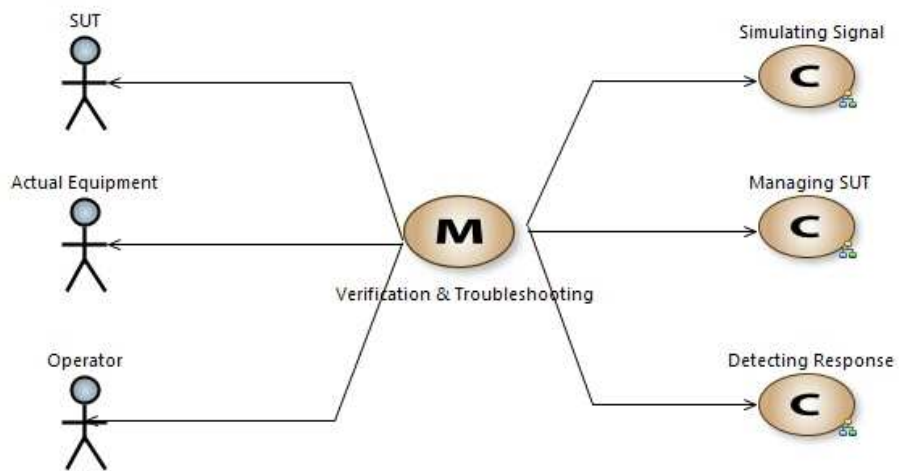 SUT
Simulating Signal
C
Actual Equipment
Managing SUT
M
C
Verification & Troubleshooting
Operator
Detecting Response
C